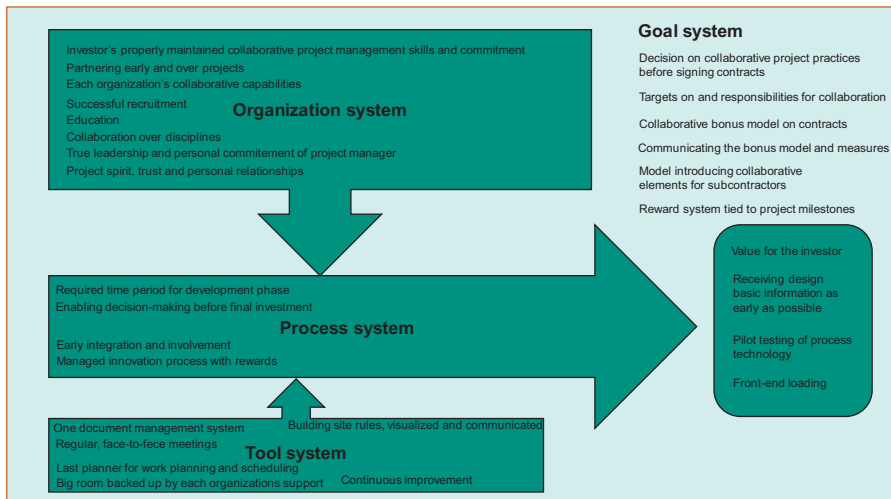 Investor's properly maintained collaborative project management skills and commitment
Partnering early and over projects
Each organization's collaborative capabilities
Successful recruitment
Organization system
Education
Collaboration over disciplines
True leadership and personal commitement of project manager
Project spirit, trust and personal relationships
Goal system
Decision on collaborative project practices
before signing contracts
Targets on and responsibilities for collaboration
Collaborative bonus model on contracts
Communicating the bonus model and measures
Model introducing collaborative
elements for subcontractors
Reward system tied to project milestones
Required time period for development phase
Enabling decision-making before final investment
Process system
Early integration and involvement
Managed innovation process with rewards
Value for the investor
Receiving design
basic information as
early as possible
Pilot testing of process
technology
Front-end loading
One document management system
Building site rules, visualized and communicated
Regular, face-to-fece meetings
Tool system
Last planner for work planning and scheduling
Big room backed up by each organizations support
Continuous improvement